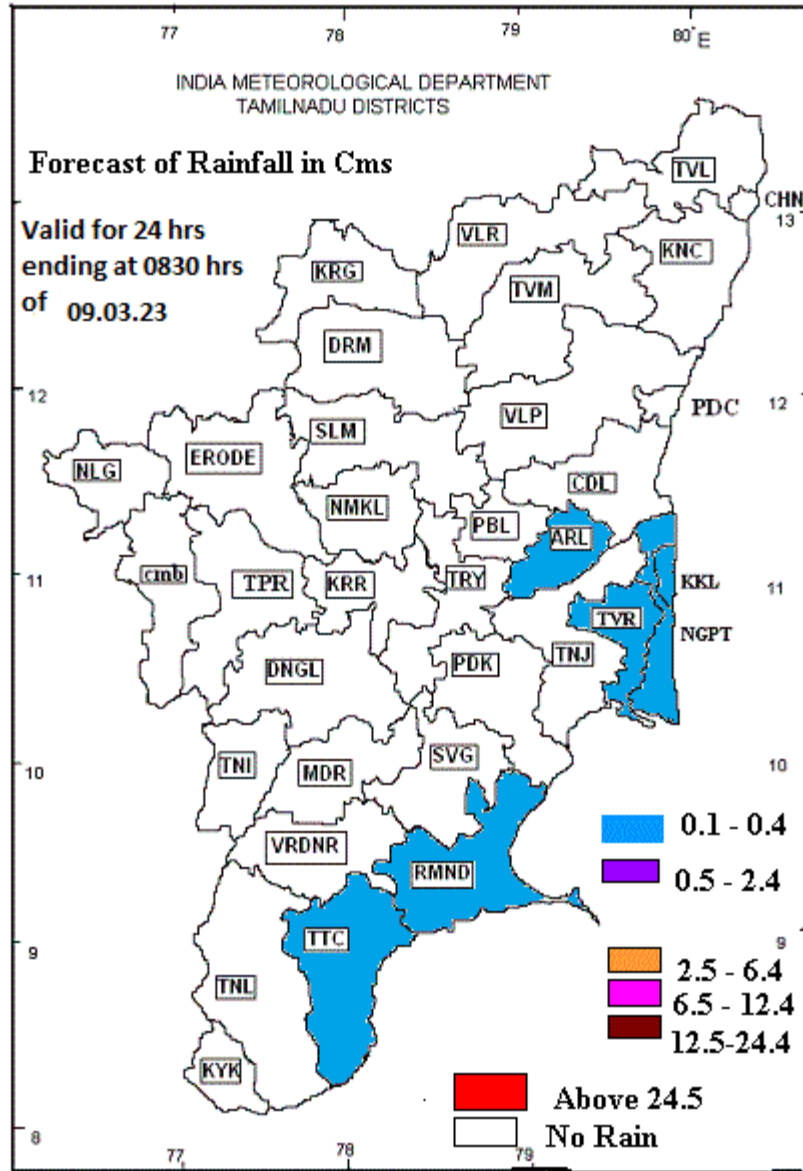 77 78 79 80°E
INDIA METEOROLOGICAL DEPARTMENT
TAMILNADU DISTRICTS
Forecast of Rainfall in Cms
TVL
CHN
13
Valid for 24 hrs
ending at 0830 hrs
of 09.03.23
VLR
KNC
KRG
TVM
DRM
12
12
PDC
VLP
SLM
ERODE
NLG
CDL
NMKL
PBL
ARL
11
cmb
TPR
KRR
TRY
KKL
11
TVR
NGPT
TNJ
DNGL
PDK
10
TNI
MDR
SVG
10
0.1 - 0.4
VRDNR
RMND
0.5 - 2.4
9
TTC
9
2.5 - 6.4
TNL
6.5 - 12.4
12.5-24.4
KYK
Above 24.5
No Rain
8
77 78 79